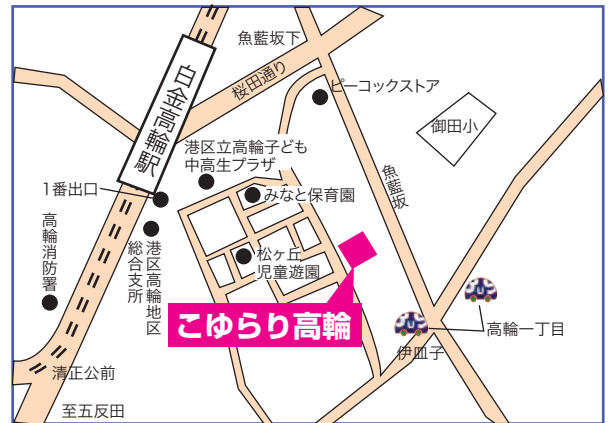 魚藍坂下
桜田通り
ピーコックストア
白金高輪駅
御田小
港区立高輪子ども
中高生プラザ
1番出口
みなと保育園
魚藍坂
高輪消防署
港区高輪地区
総合支所
松ヶ丘
児童遊園
こゆらり高輪
高輪一丁目
伊皿子
清正公前
至五反田